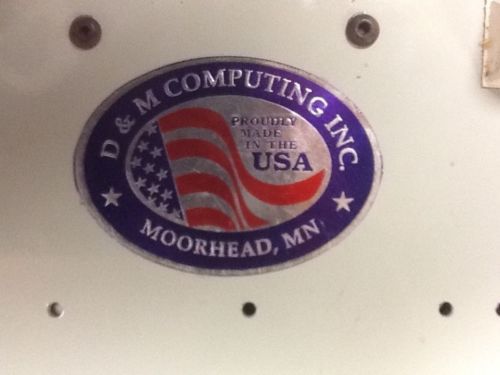 D & M COMPUTING INC.
PROUDLY
MADE
IN THE
USA
MOORHEAD, MN